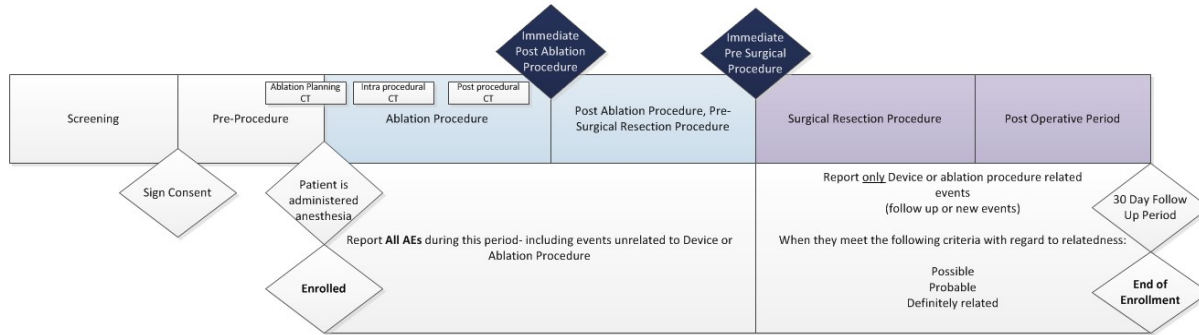 Immediate
Post Ablation
Procedure
Immediate
Pre Surgical
Procedure
Ablation Planning
CT
Intra procedural
CT
Post procedural
CT
Screening
Pre-Procedure
Ablation Procedure
Post Ablation Procedure, Pre-
Surgical Resection Procedure
Surgical Resection Procedure
Post Operative Period
Sign Consent
Patient is
administered
anesthesia
Report All AEs during this period- including events unrelated to Device or
Ablation Procedure
Enrolled
Report only Device or ablation procedure related
events
(follow up or new events)
When they meet the following criteria with regard to relatedness:
Possible
Probable
Definitely related
30 Day Follow
Up Period
End of
Enrollment